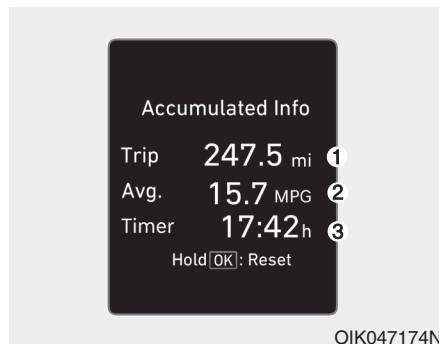 Accumulated Info
Trip 247.5 mi ①
Avg. 15.7 MPG ②
Timer 17:42h ③
Hold OK : Reset
OIK047174N